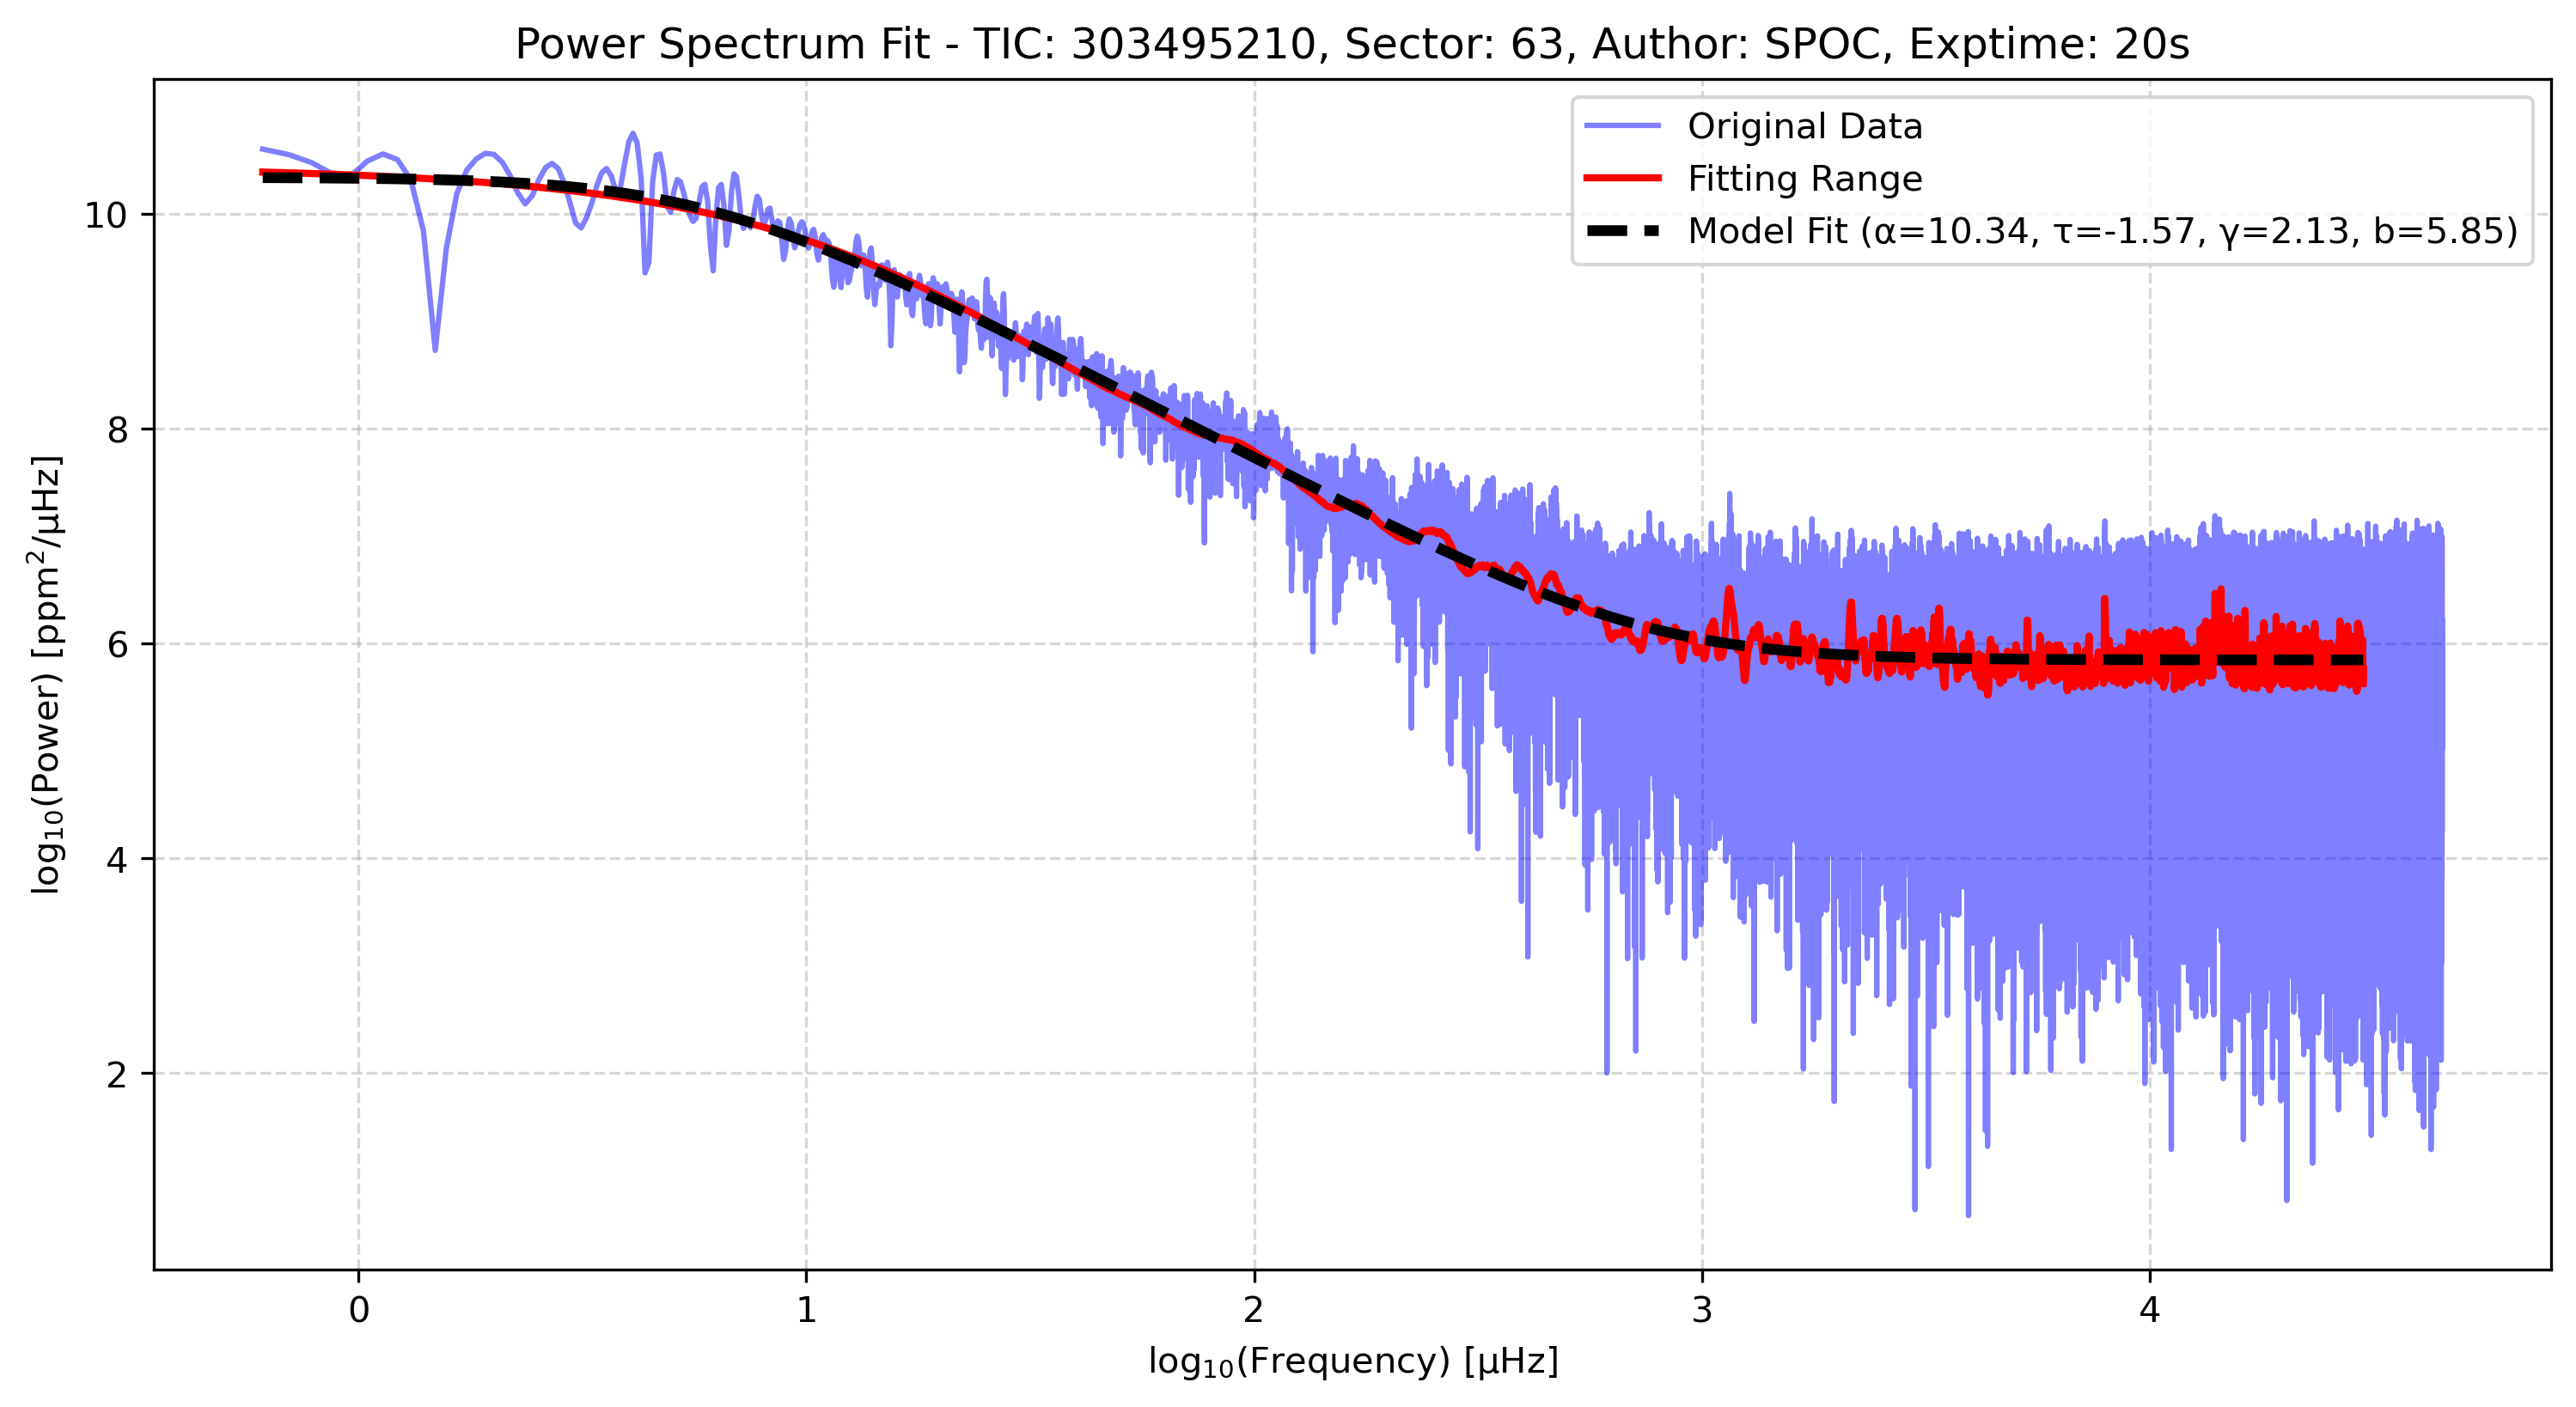 Power Spectrum Fit - TIC: 303495210, Sector: 63, Author: SPOC, Exptime: 20s
Original Data
Fitting Range
Model Fit (α=10.34, τ=-1.57, γ=2.13, b=5.85)
log₁₀(Power) [ppm²/μHz]
10
8
6
4
2
0 1 2 3 4
log₁₀(Frequency) [μHz]